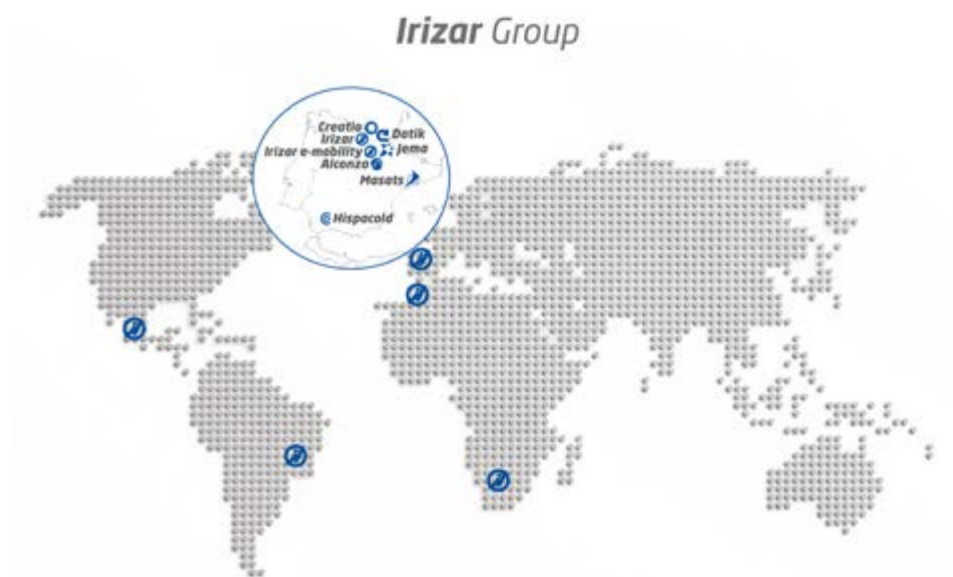 Irizar Group
Creatio
Datik
Irizar
Irizar e-mobility
Jema
Alconza
Masats
Hispacold